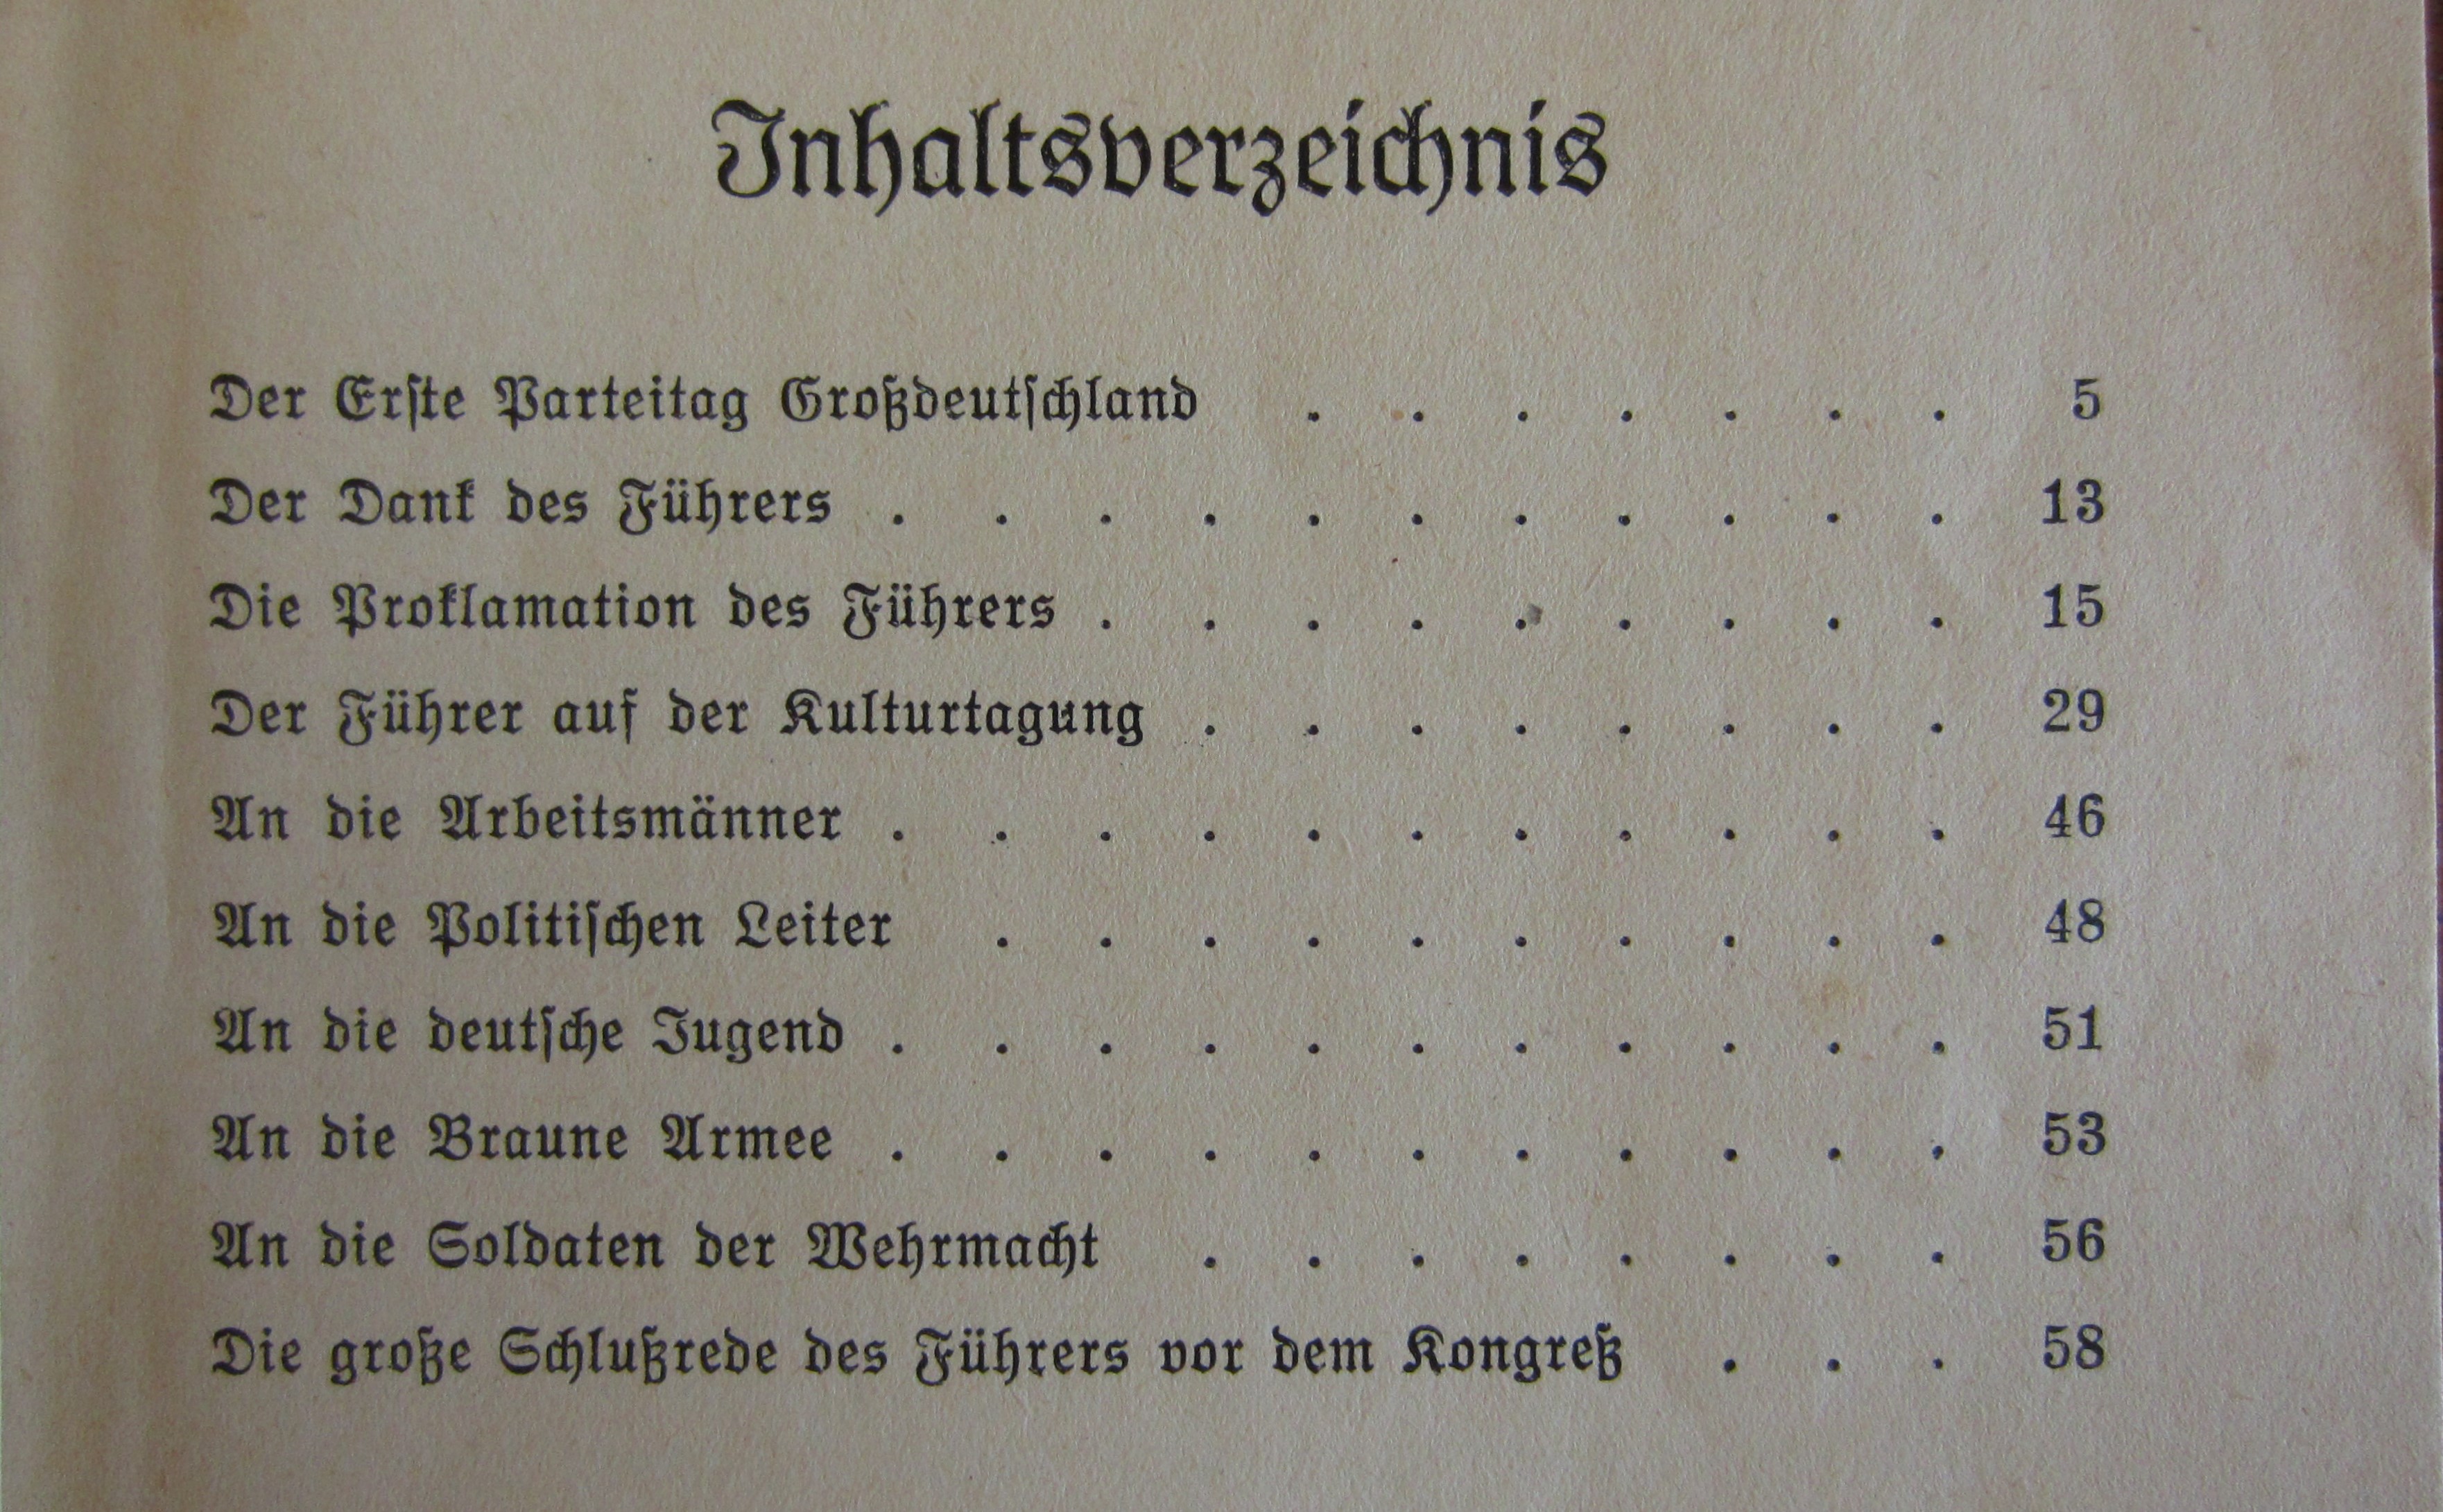 Inhaltsverzeichnis
Der Erste Parteitag Großdeutschland . . . . . . . 5
Der Dank des Führers . . . . . . . . . . . 13
Die Proklamation des Führers . . . . . . . . . 15
Der Führer auf der Kulturtagung . . . . . . . . 29
An die Arbeitsmänner . . . . . . . . . . . 46
An die Politischen Leiter . . . . . . . . . . 48
An die deutsche Jugend . . . . . . . . . . . 51
An die Braune Armee . . . . . . . . . . . 53
An die Soldaten der Wehrmacht . . . . . . . . 56
Die große Schlußrede des Führers vor dem Kongreß . . . 58